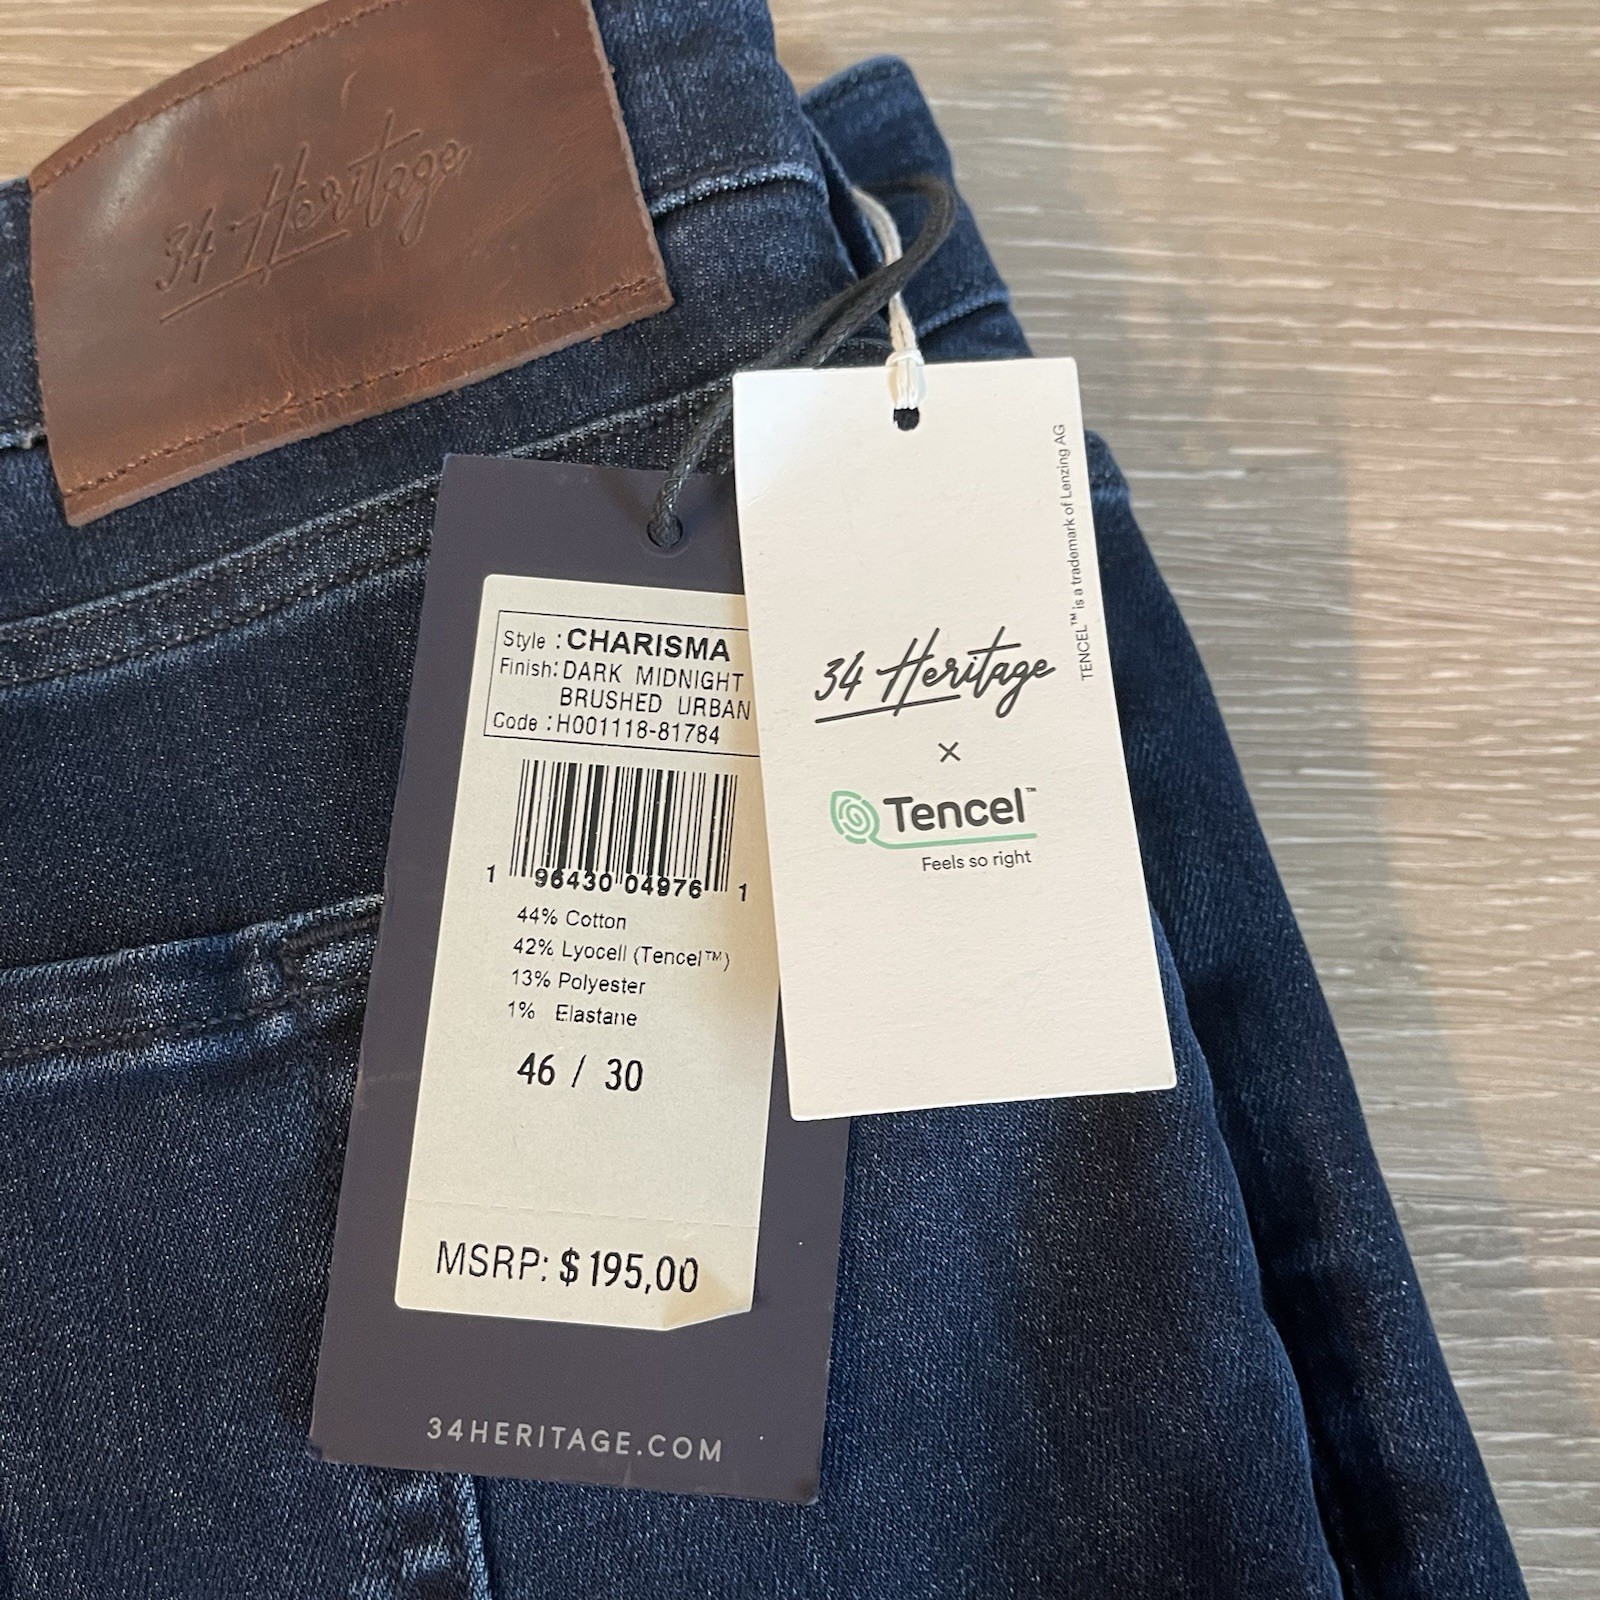 34 Heritage
Style : CHARISMA
Finish: DARK MIDNIGHT
BRUSHED URBAN
Code : H001118-81784
1 96430 04976 1
44% Cotton
42% Lyocell (Tencel™)
13% Polyester
1% Elastane
46 / 30
MSRP: $195,00
34HERITAGE.COM
34 Heritage
×
Tencel™
Feels so right
TENCEL™ is a trademark of Lenzing AG